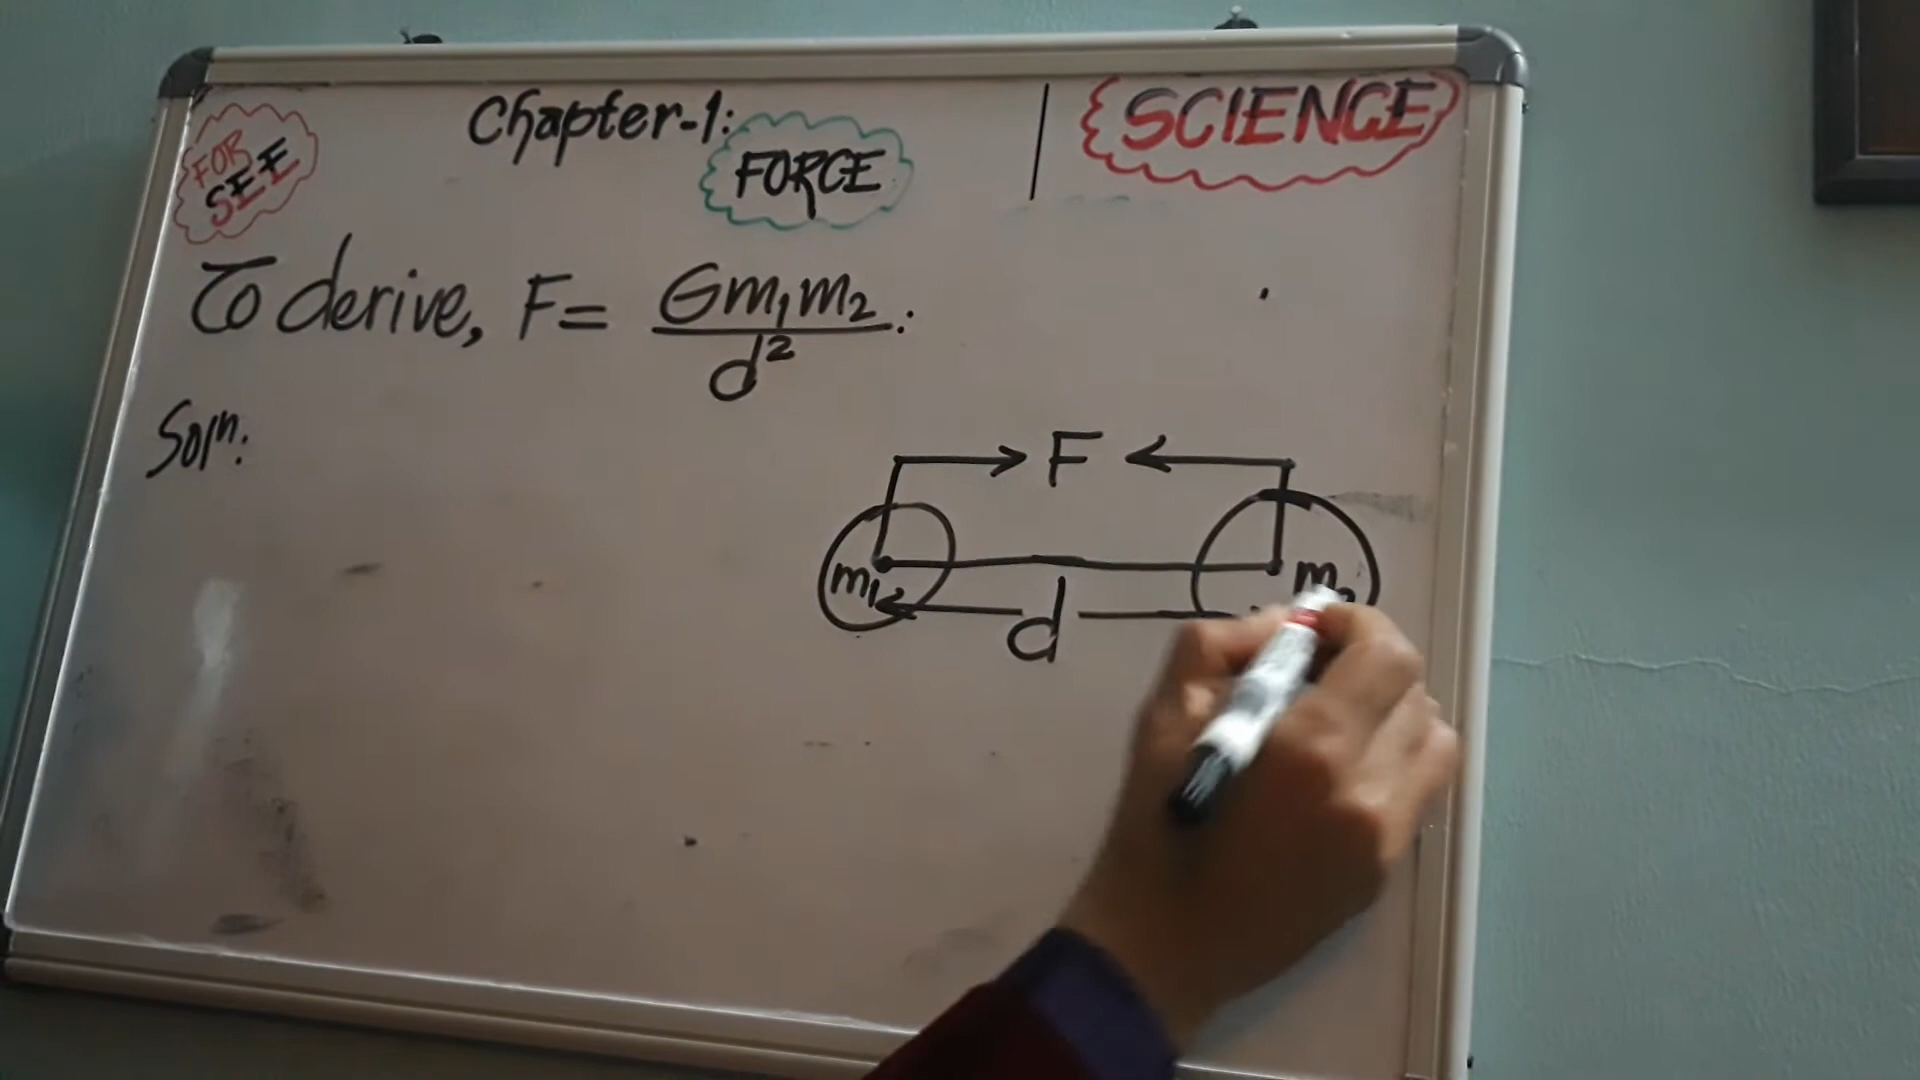 FOR
SEE
Chapter-1:
FORCE
SCIENCE
To derive, F = Gm₁m₂ / d² :
Solⁿ:
F
m₁
m₂
d